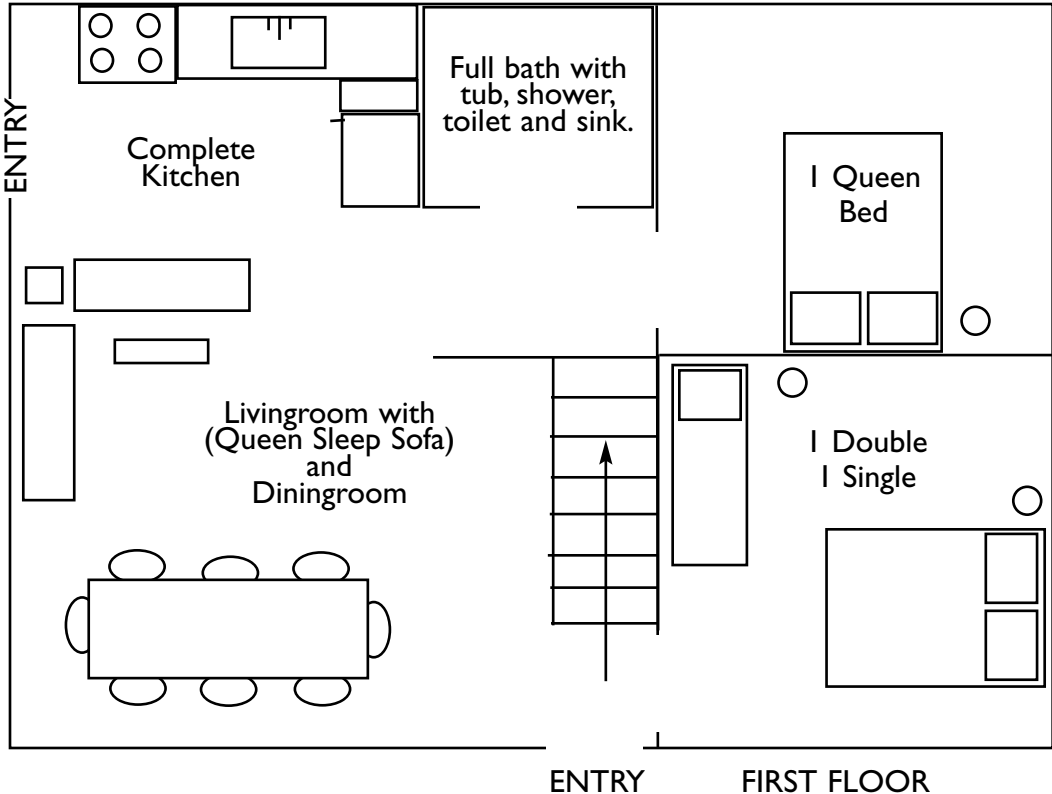 Full bath with
tub, shower,
toilet and sink.
ENTRY
Complete
Kitchen
1 Queen
Bed
Livingroom with
(Queen Sleep Sofa)
and
Diningroom
1 Double
1 Single
ENTRY
FIRST FLOOR